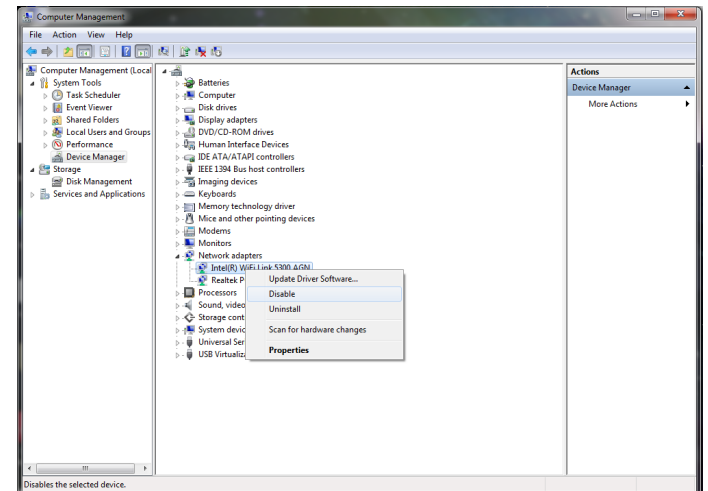 Computer Management
File Action View Help
Computer Management (Local
System Tools
Task Scheduler
Event Viewer
Shared Folders
Local Users and Groups
Performance
Device Manager
Storage
Disk Management
Services and Applications
Batteries
Computer
Disk drives
Display adapters
DVD/CD-ROM drives
Human Interface Devices
IDE ATA/ATAPI controllers
IEEE 1394 Bus host controllers
Imaging devices
Keyboards
Memory technology driver
Mice and other pointing devices
Modems
Monitors
Network adapters
Intel(R) WiFi Link 5300 AGN
Realtek P
Processors
Sound, video
Storage cont
System devic
Universal Ser
USB Virtualiz
Update Driver Software...
Disable
Uninstall
Scan for hardware changes
Properties
Actions
Device Manager
More Actions
Disables the selected device.